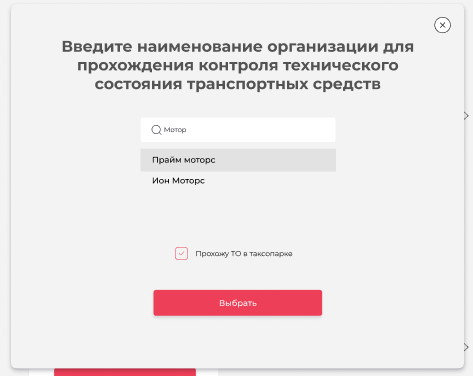 Введите наименование организации для
прохождения контроля технического
состояния транспортных средств
Мотор
Прайм моторс
Ион Моторс
Прохожу ТО в таксопарке
Выбрать